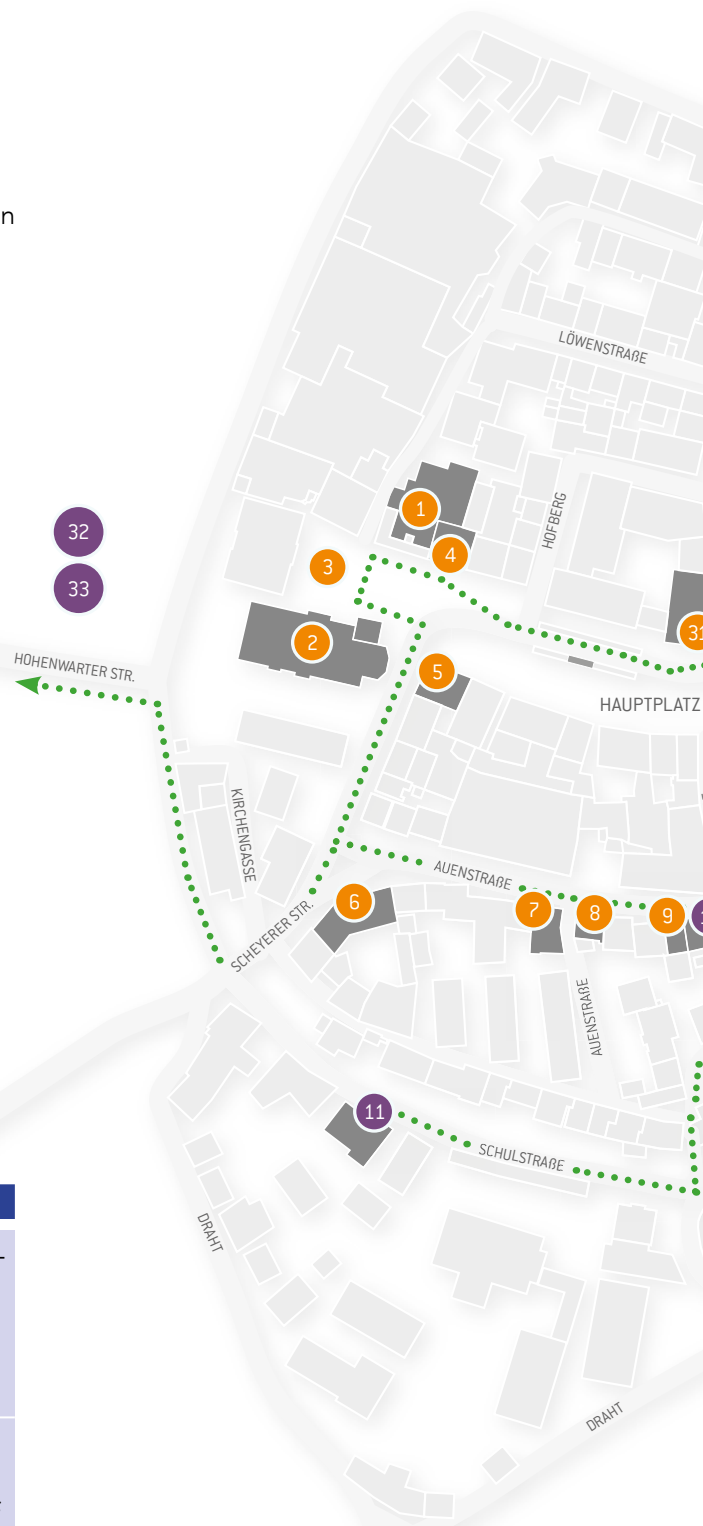 n
LÖWENSTRAßE
HOFBERG
1
4
3
32
33
31
2
5
HOHENWARTER STR.
HAUPTPLATZ
KIRCHENGASSE
AUENSTRAßE
6
7
8
9
SCHEYERER STR.
AUENSTRAßE
11
SCHULSTRAßE
DRAHT
-
DRAHT